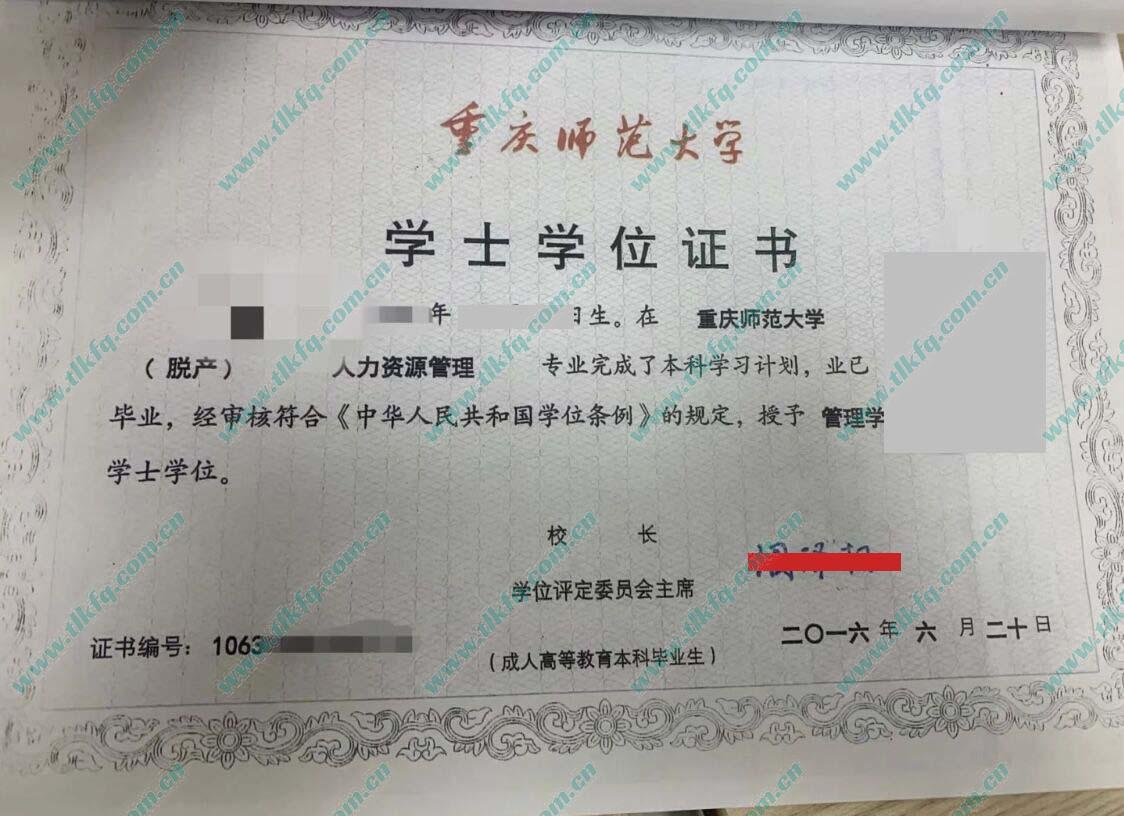 重庆师范大学
学士学位证书
年 日生。在 重庆师范大学
（脱产） 人力资源管理 专业完成了本科学习计划，业已
毕业，经审核符合《中华人民共和国学位条例》的规定，授予 管理学
学士学位。
校 长
学位评定委员会主席
证书编号：1063
二〇一六年 六 月 二十 日
（成人高等教育本科毕业生）
www.tlkfq.com.cn